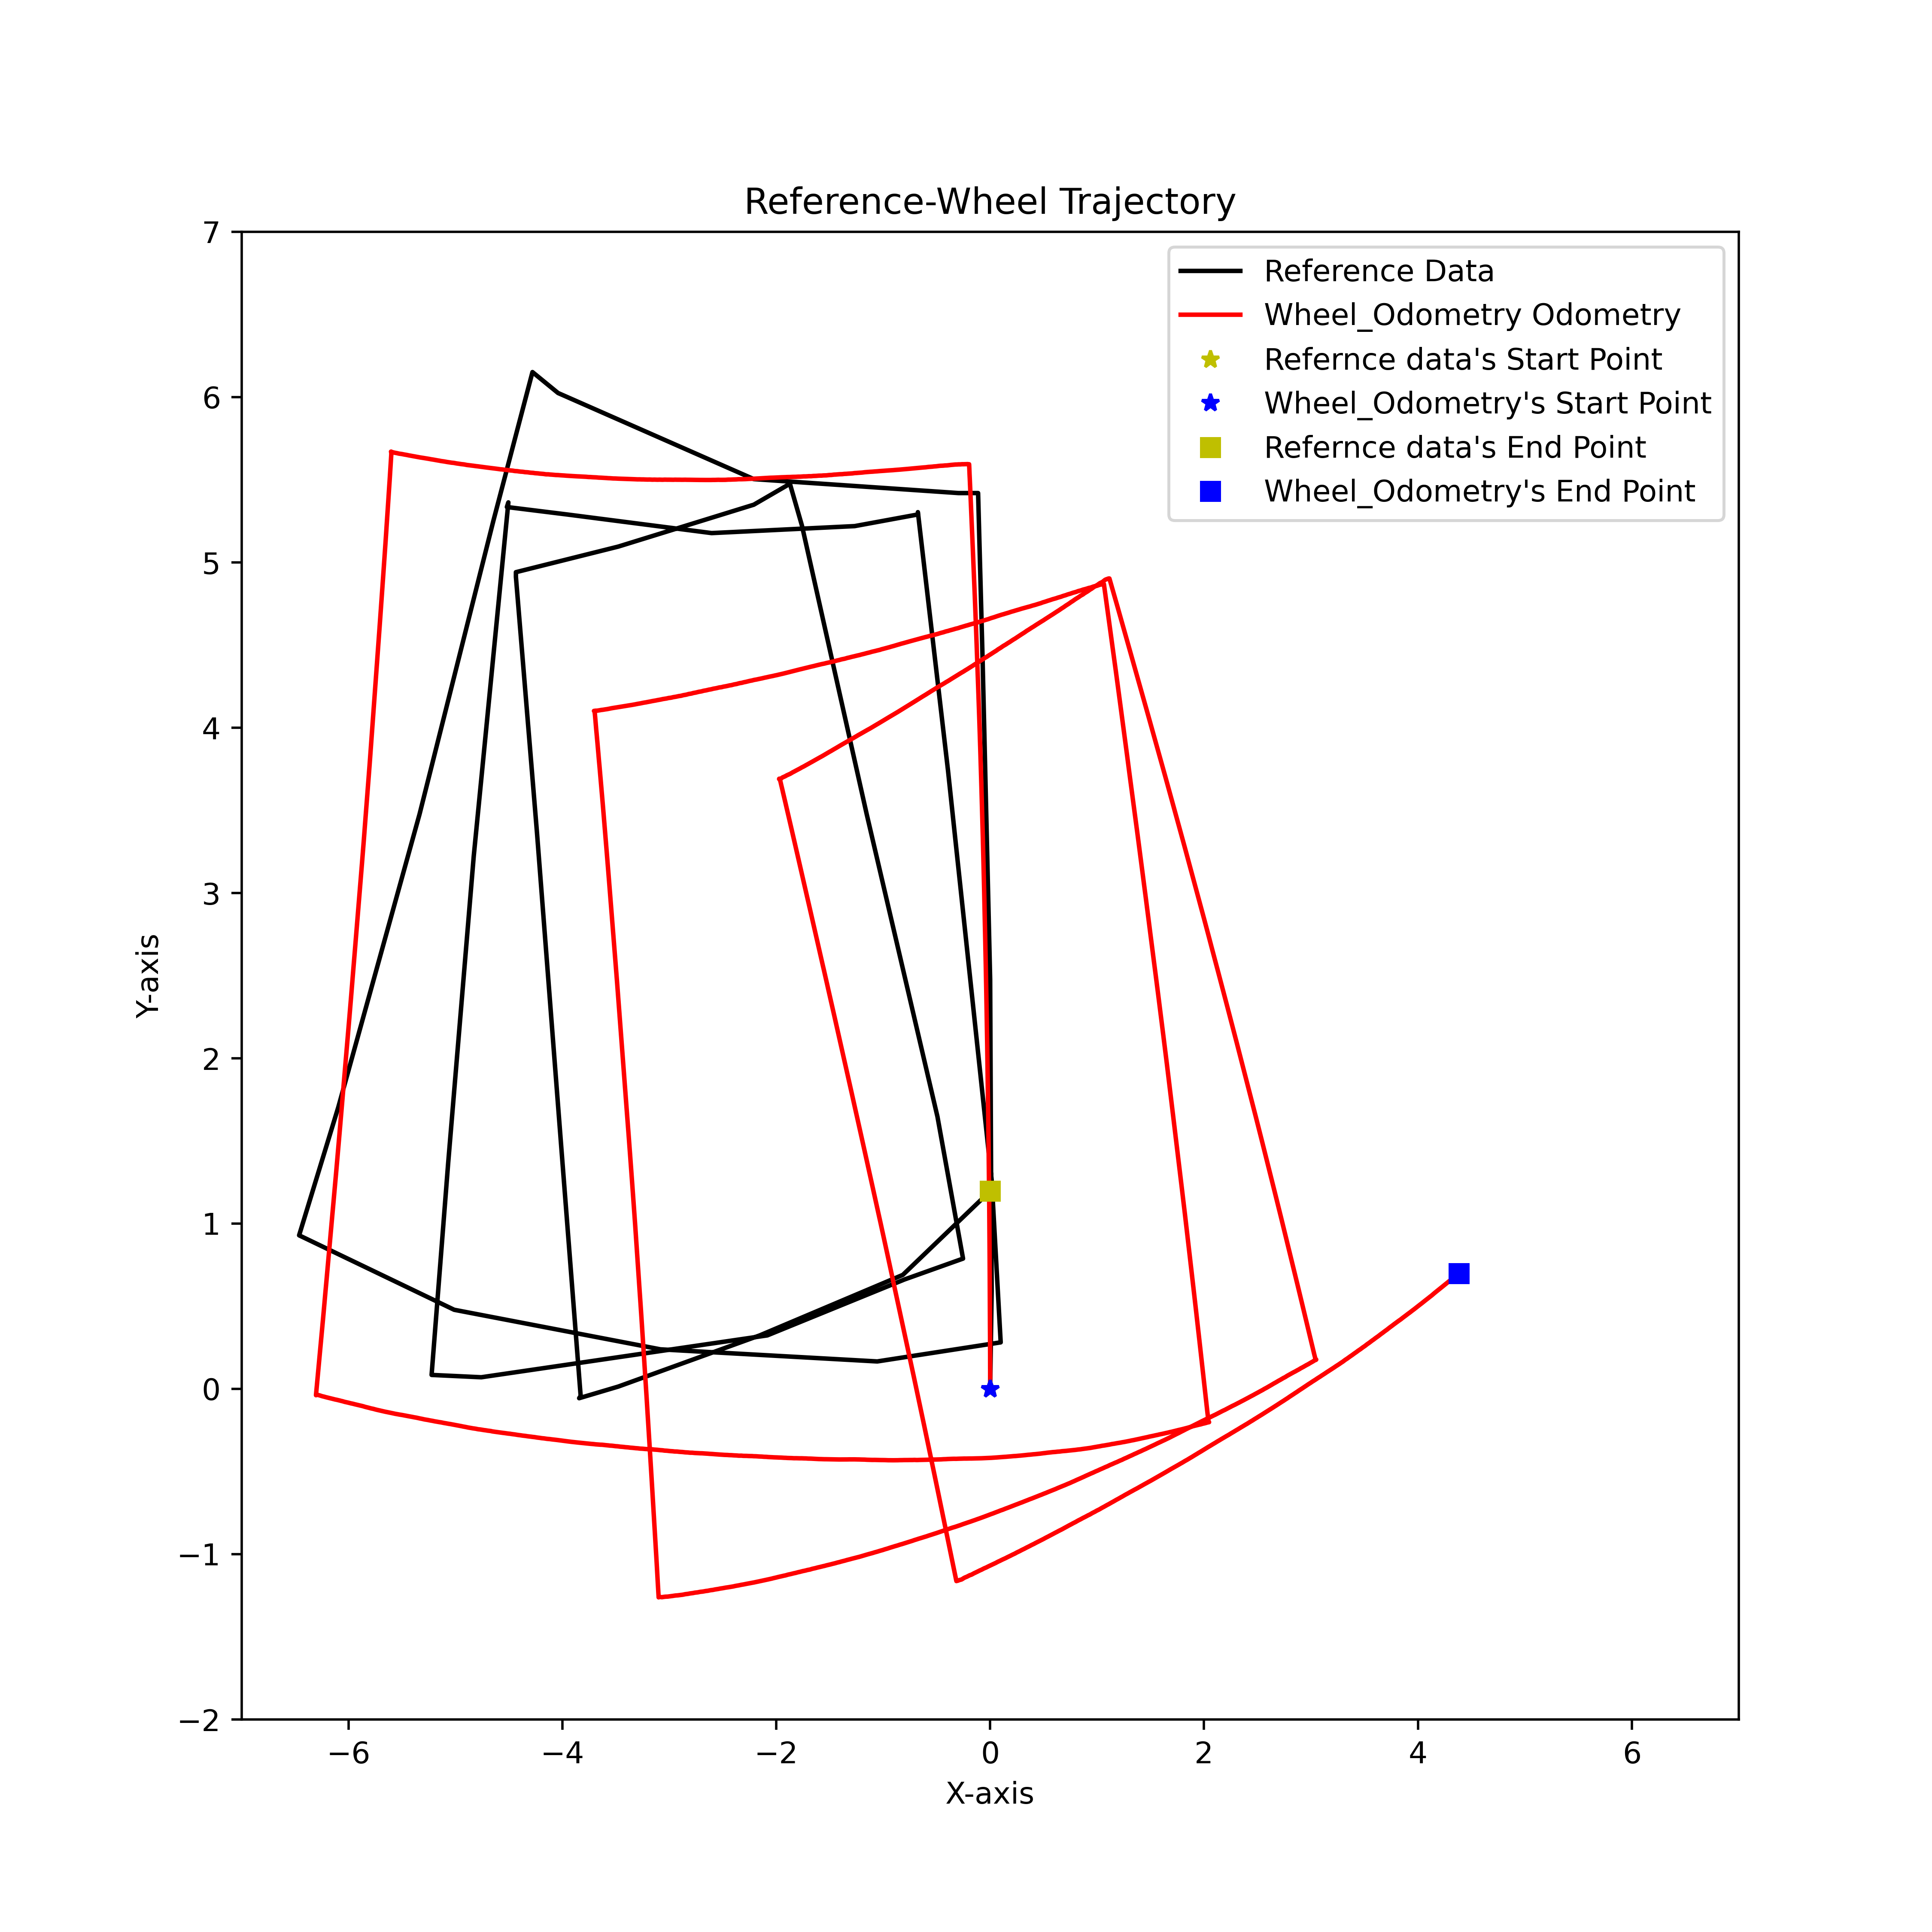 Reference-Wheel Trajectory
Reference Data
Wheel_Odometry Odometry
Refernce data's Start Point
Wheel_Odometry's Start Point
Refernce data's End Point
Wheel_Odometry's End Point
7
6
5
4
3
2
1
0
−1
−2
Y-axis
−6 −4 −2 0 2 4 6
X-axis